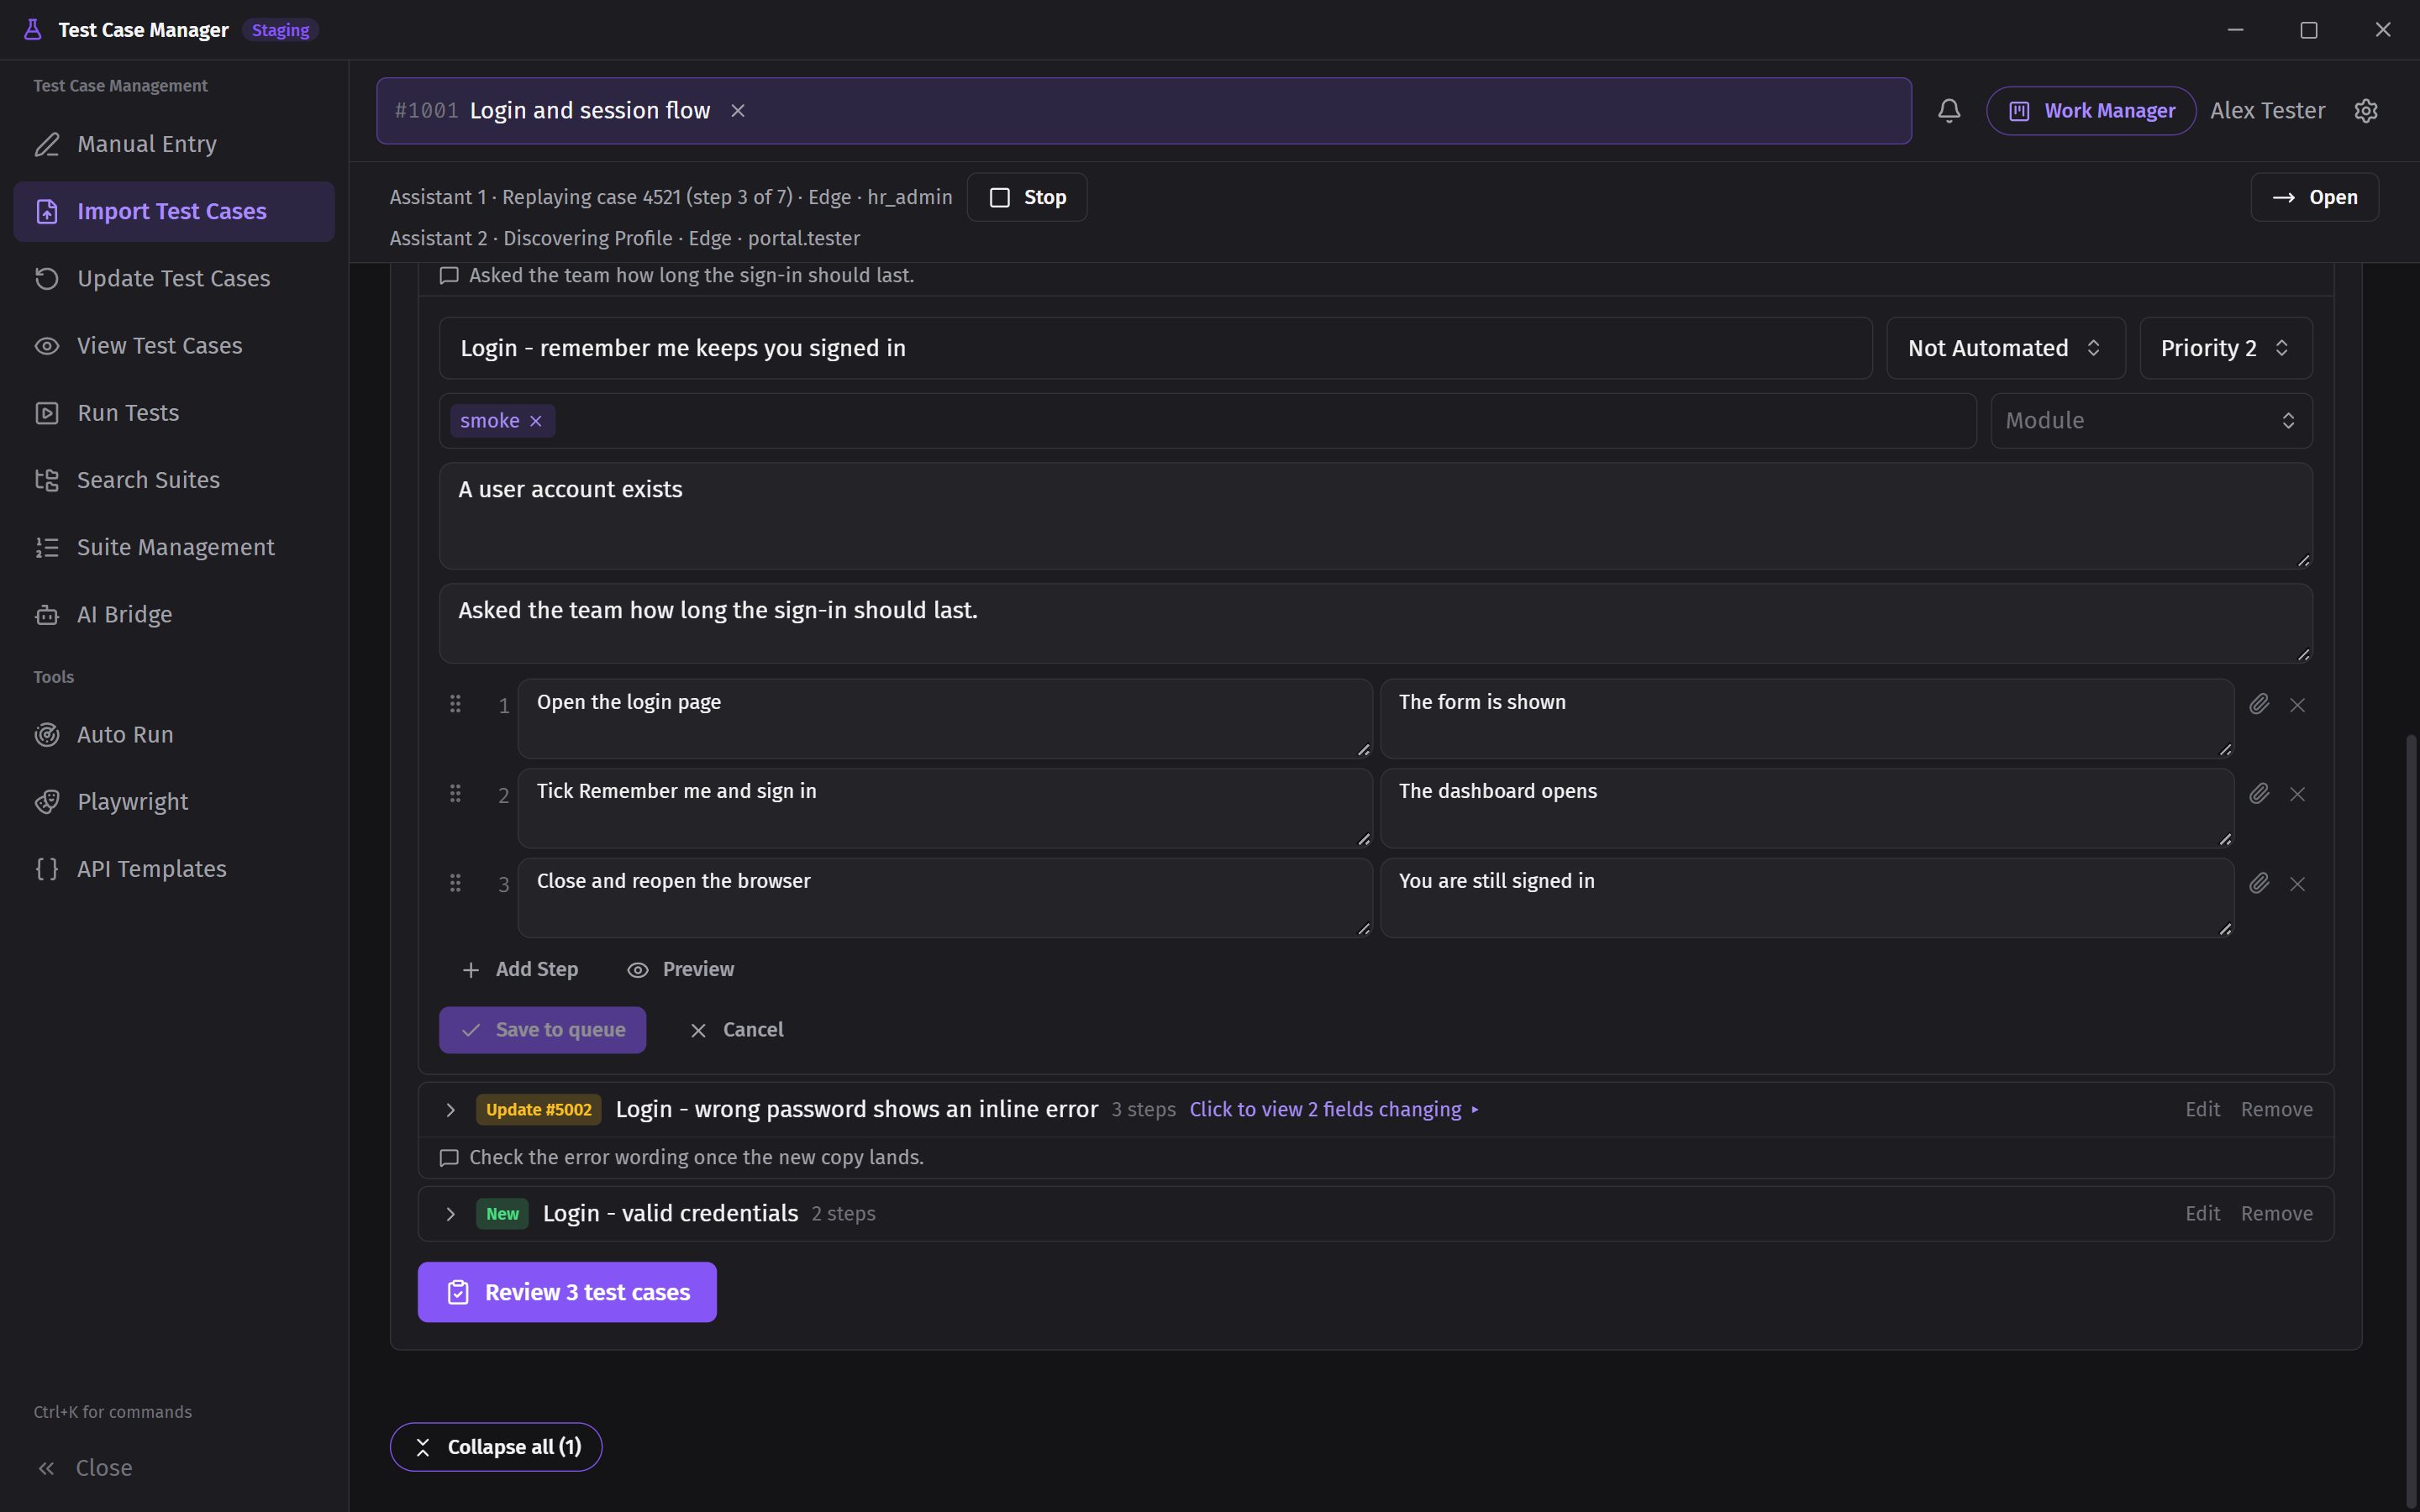 Test Case Manager Staging
Test Case Management
Manual Entry
Import Test Cases
Update Test Cases
View Test Cases
Run Tests
Search Suites
Suite Management
AI Bridge
Tools
Auto Run
Playwright
API Templates
Ctrl+K for commands
Close
#1001 Login and session flow
Work Manager
Alex Tester
Assistant 1 · Replaying case 4521 (step 3 of 7) · Edge · hr_admin
Stop
Open
Assistant 2 · Discovering Profile · Edge · portal.tester
Asked the team how long the sign-in should last.
Login - remember me keeps you signed in
Not Automated
Priority 2
smoke
Module
A user account exists
Asked the team how long the sign-in should last.
1 Open the login page The form is shown
2 Tick Remember me and sign in The dashboard opens
3 Close and reopen the browser You are still signed in
Add Step Preview
Save to queue Cancel
Update #5002 Login - wrong password shows an inline error 3 steps Click to view 2 fields changing ▸ Edit Remove
Check the error wording once the new copy lands.
New Login - valid credentials 2 steps Edit Remove
Review 3 test cases
Collapse all (1)